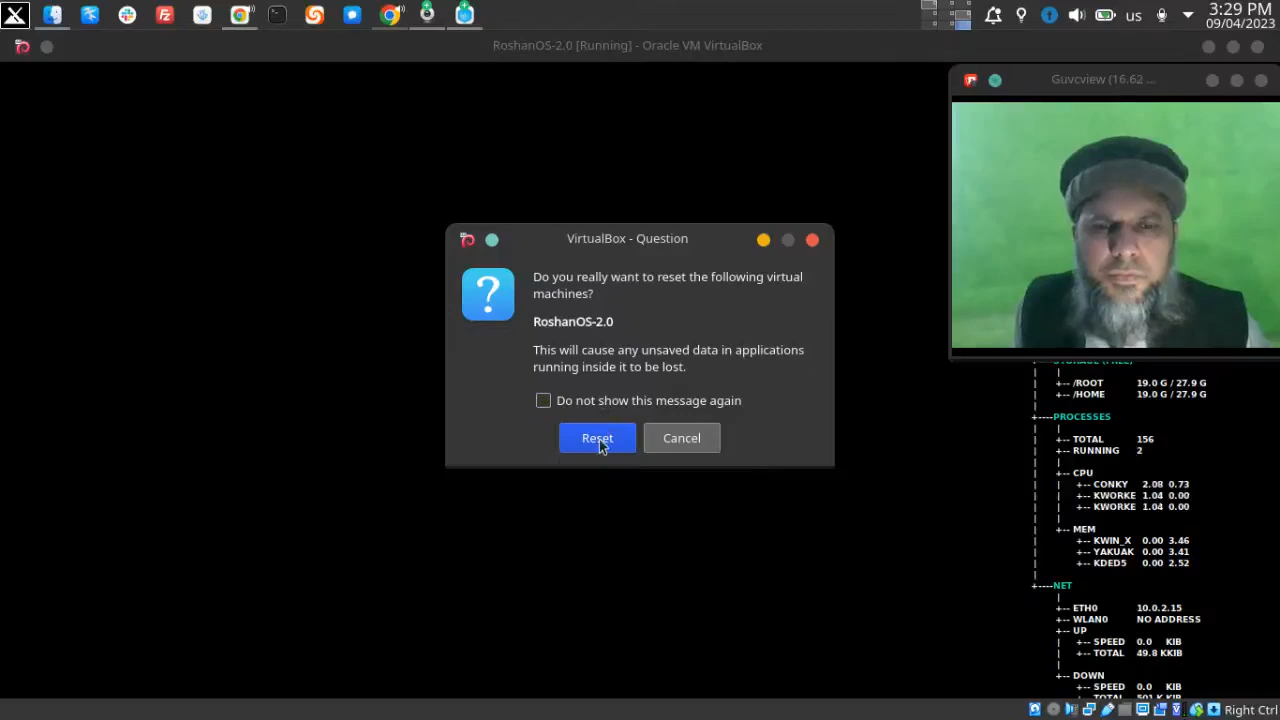 3:29 PM
us
09/04/2023
RoshanOS-2.0 [Running] - Oracle VM VirtualBox
Guvcview (16.62 ...
VirtualBox - Question
Do you really want to reset the following virtual
machines?
RoshanOS-2.0
This will cause any unsaved data in applications
running inside it to be lost.
Do not show this message again
Reset
Cancel
STORAGE (FREE)
/ROOT 19.0 G / 27.9 G
/HOME 19.0 G / 27.9 G
PROCESSES
TOTAL 156
RUNNING 2
CPU
CONKY 2.08 0.73
KWORKE 1.04 0.00
KWORKE 1.04 0.00
MEM
KWIN_X 0.00 3.46
YAKUAK 0.00 3.41
KDED5 0.00 2.52
NET
ETH0 10.0.2.15
WLAN0 NO ADDRESS
UP
SPEED 0.0 KIB
TOTAL 49.8 KKIB
DOWN
SPEED 0.0 KIB
TOTAL 501 K KIB
Right Ctrl